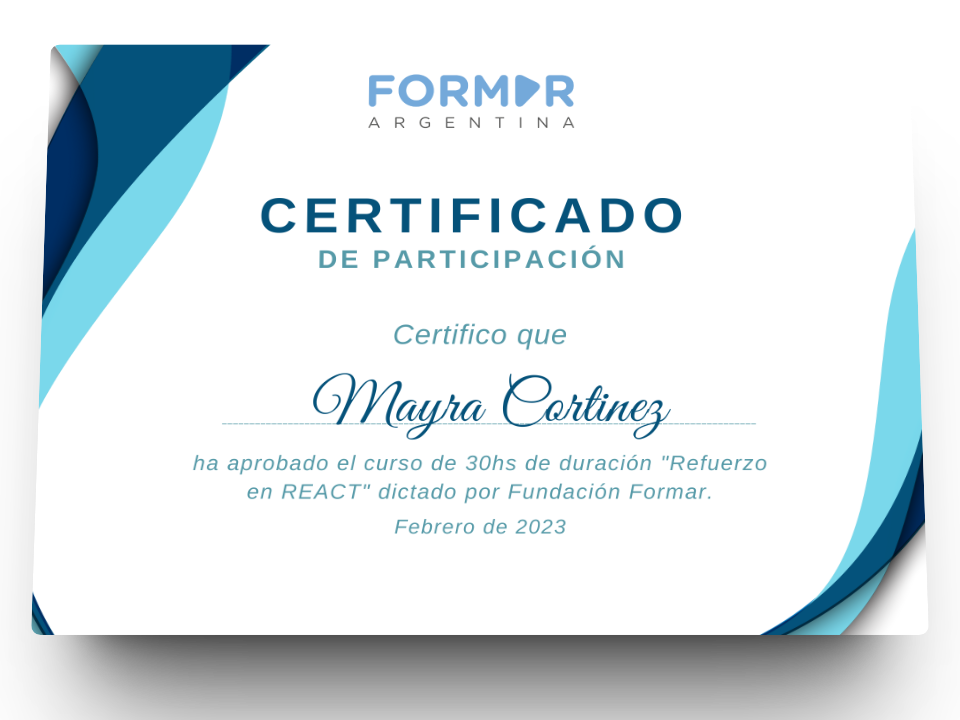 FORMAR
ARGENTINA
CERTIFICADO
DE PARTICIPACIÓN
Certifico que
Mayra Cortinez
ha aprobado el curso de 30hs de duración "Refuerzo
en REACT" dictado por Fundación Formar.
Febrero de 2023